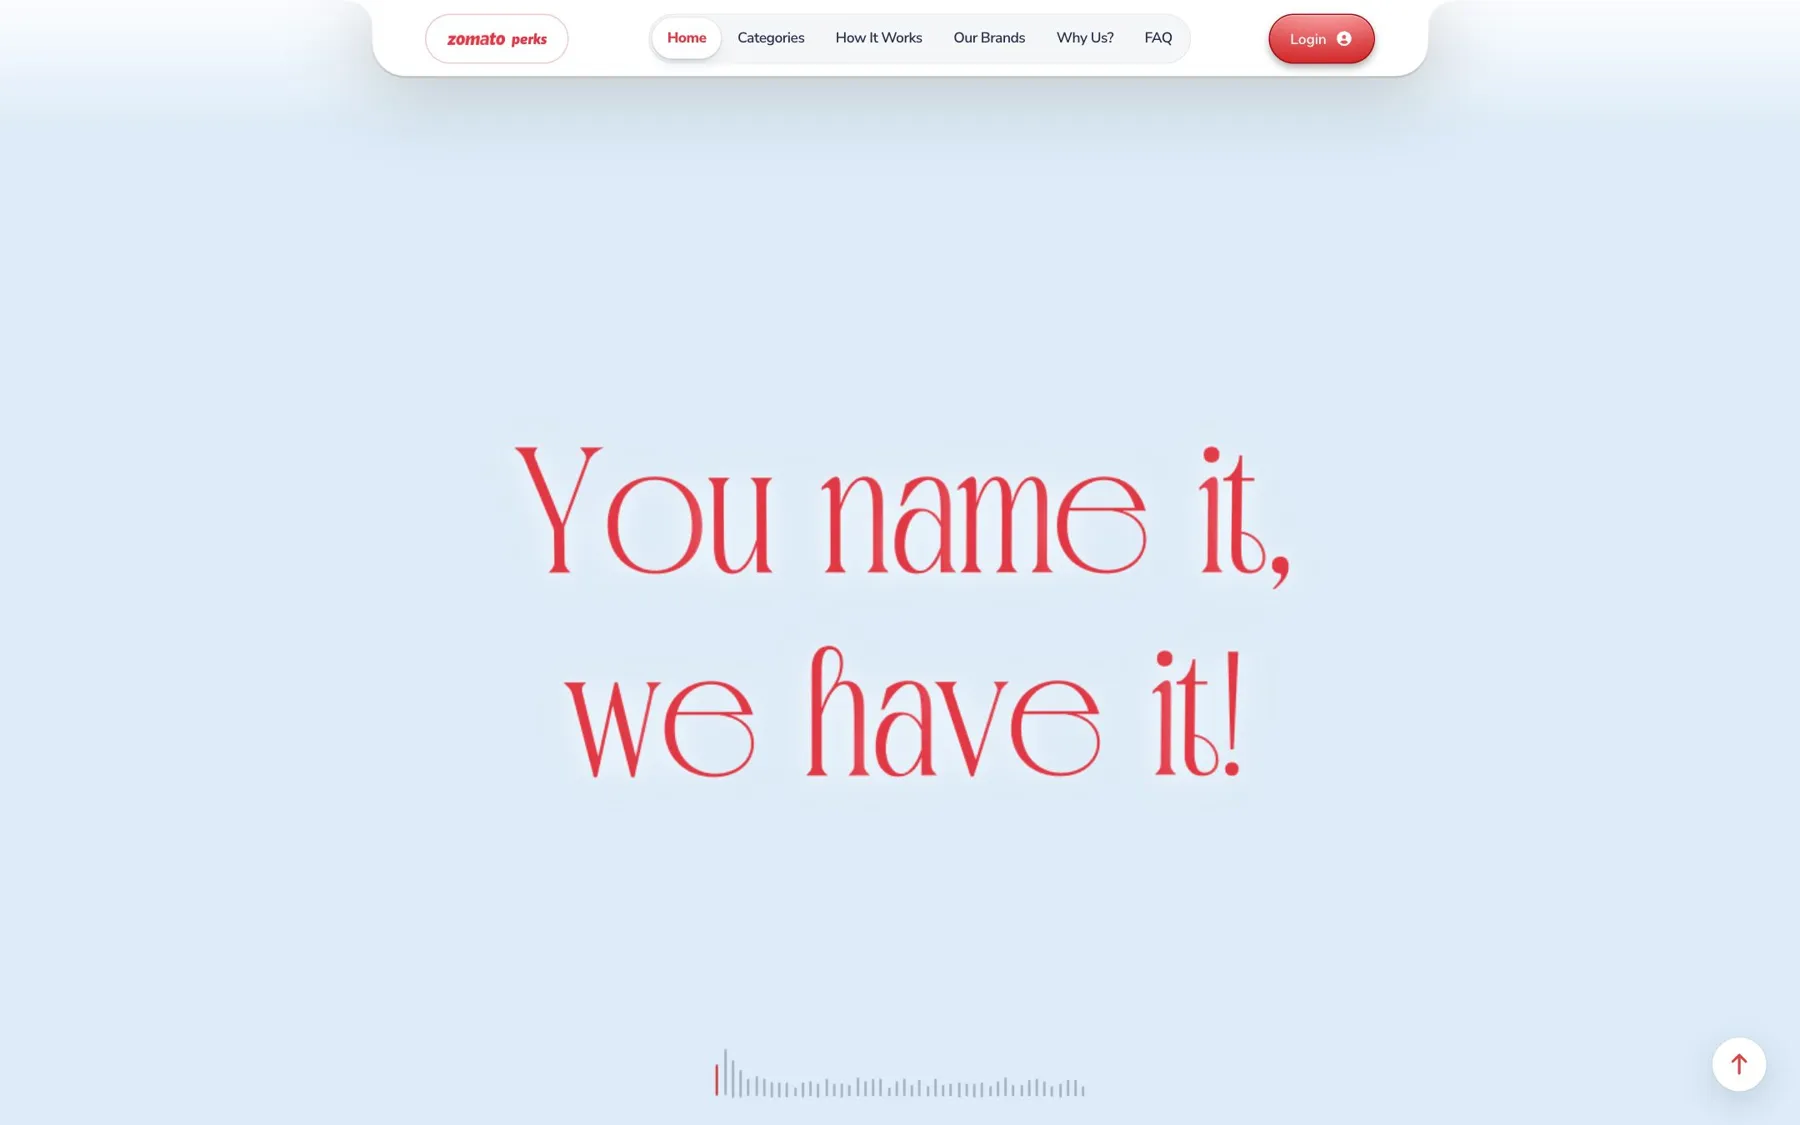 zomato perks
Home Categories How It Works Our Brands Why Us? FAQ
Login
You name it,
we have it!